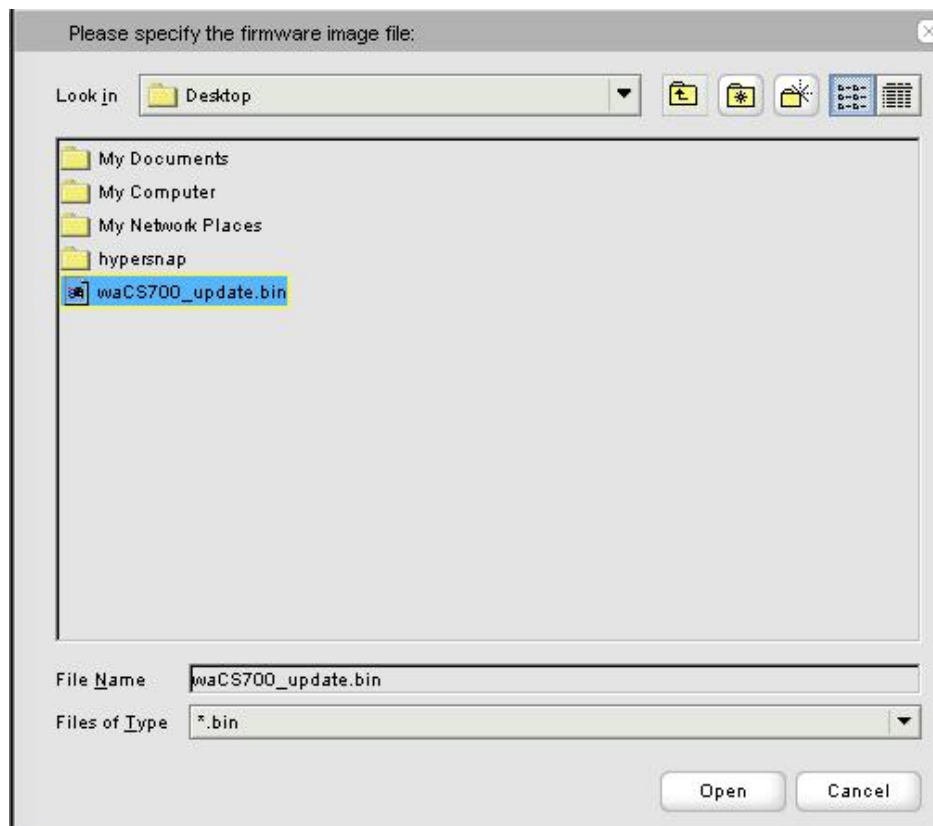 Please specify the firmware image file:
Look in Desktop
My Documents
My Computer
My Network Places
hypersnap
waCS700_update.bin
File Name waCS700_update.bin
Files of Type *.bin
Open Cancel